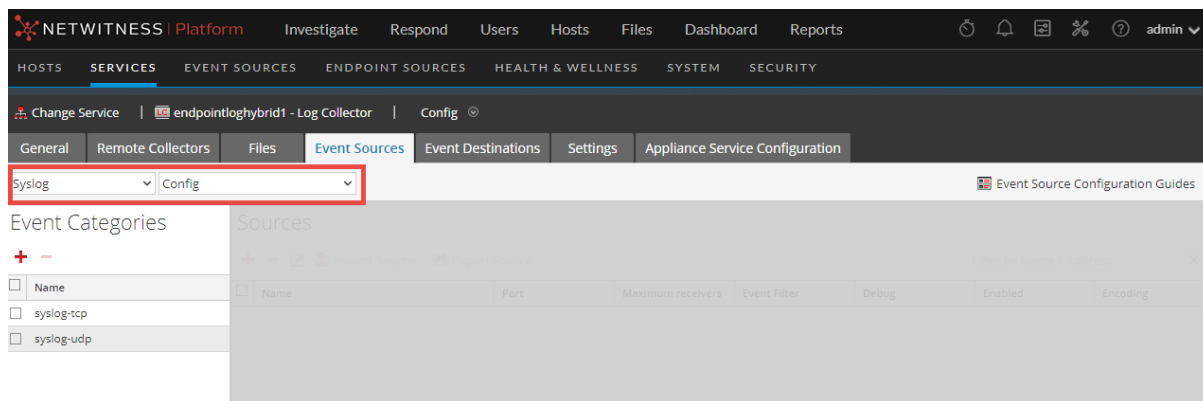 NETWITNESS | Platform Investigate Respond Users Hosts Files Dashboard Reports admin
HOSTS SERVICES EVENT SOURCES ENDPOINT SOURCES HEALTH & WELLNESS SYSTEM SECURITY
Change Service | LC endpointloghybrid1 - Log Collector | Config
General Remote Collectors Files Event Sources Event Destinations Settings Appliance Service Configuration
Syslog Config Event Source Configuration Guides
Event Categories Sources
Name Name Port Maximum receivers Event Filter Debug Enabled Encoding
syslog-tcp
syslog-udp